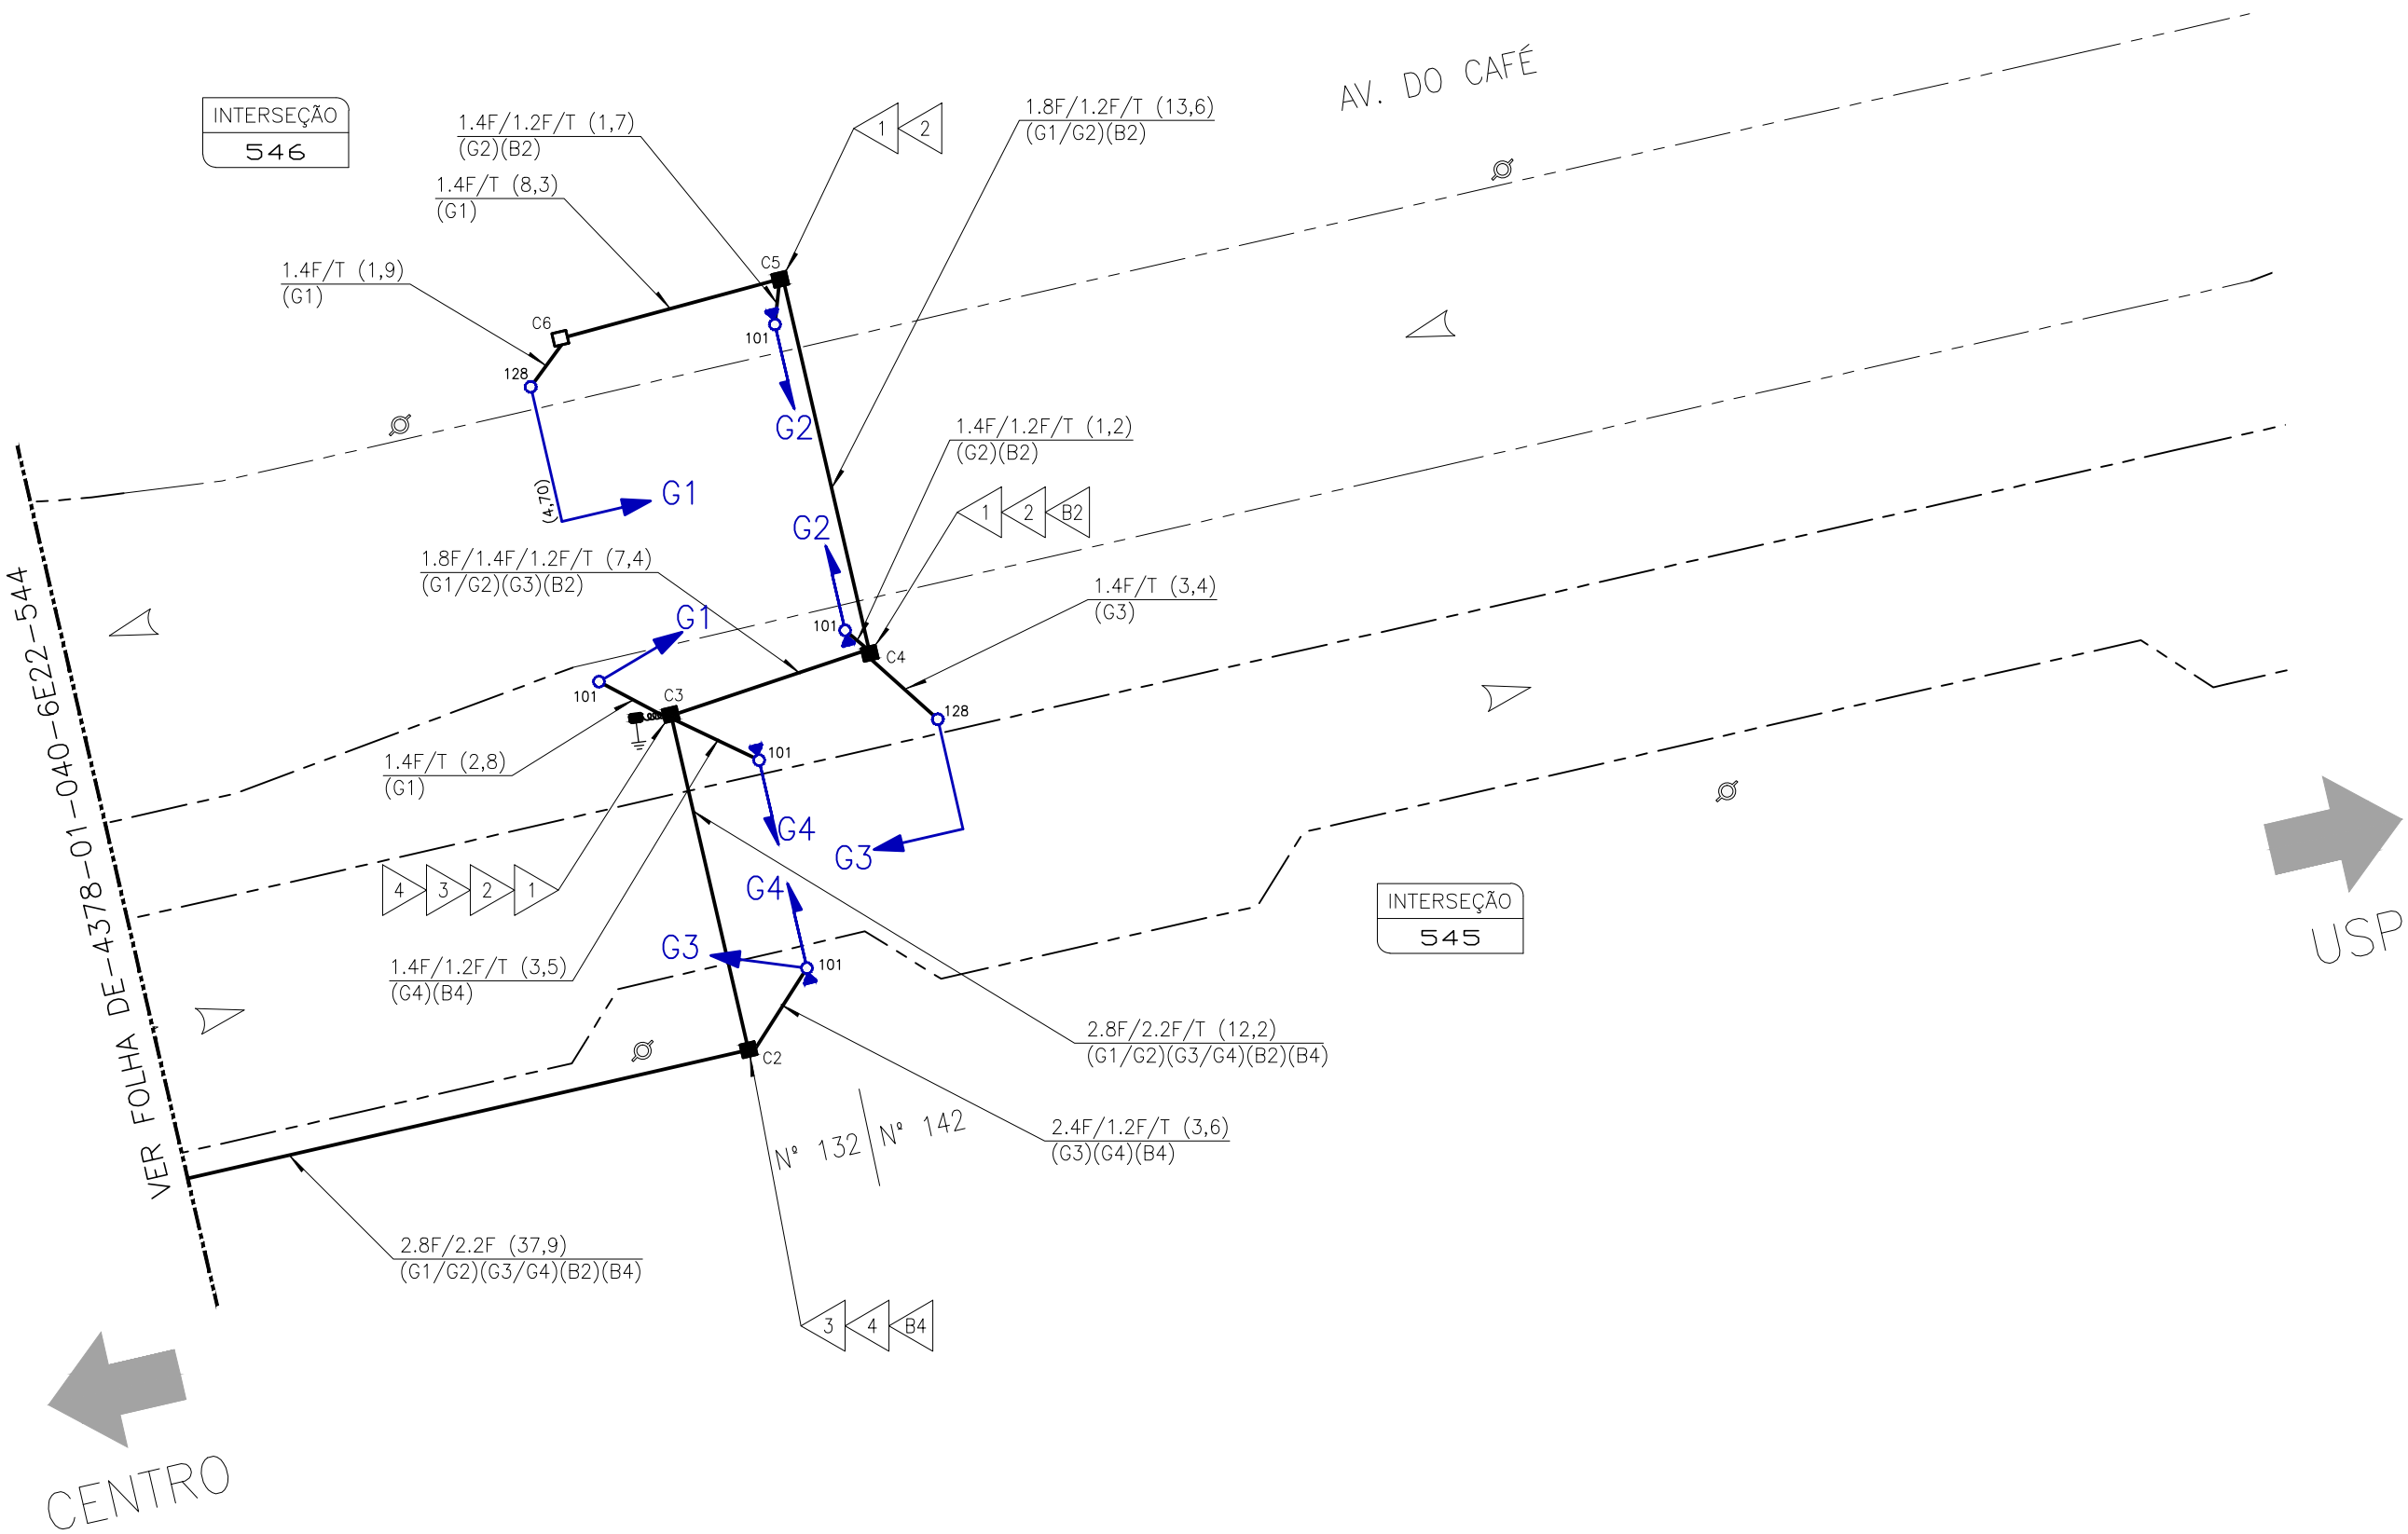 AV. DO CAFÉ
INTERSEÇÃO
546
1.4F/1.2F/T (1,7)
(G2)(B2)
1.8F/1.2F/T (13,6)
(G1/G2)(B2)
1
2
1.4F/T (8,3)
(G1)
1.4F/T (1,9)
(G1)
C5
C6
101
128
G2
1.4F/1.2F/T (1,2)
(G2)(B2)
G1
(4,70)
1
2
B2
G2
1.8F/1.4F/1.2F/T (7,4)
(G1/G2)(G3)(B2)
1.4F/T (3,4)
(G3)
G1
101
C4
101
C3
128
101
1.4F/T (2,8)
(G1)
G4
G3
4
3
2
1
G4
INTERSEÇÃO
545
USP
G3
101
1.4F/1.2F/T (3,5)
(G4)(B4)
2.8F/2.2F/T (12,2)
(G1/G2)(G3/G4)(B2)(B4)
C2
Nº 132
Nº 142
2.4F/1.2F/T (3,6)
(G3)(G4)(B4)
VER FOLHA DE-4378-01-040-6E22-544
2.8F/2.2F (37,9)
(G1/G2)(G3/G4)(B2)(B4)
3
4
B4
CENTRO